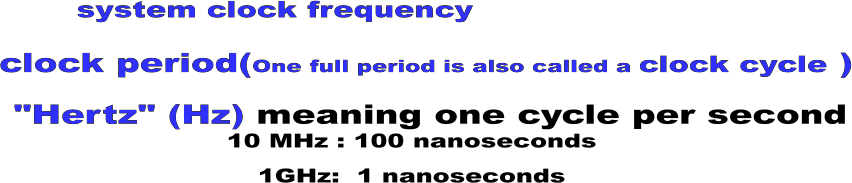 system clock frequency
clock period(One full period is also called a clock cycle )
"Hertz" (Hz) meaning one cycle per second
10 MHz : 100 nanoseconds
1GHz:  1 nanoseconds